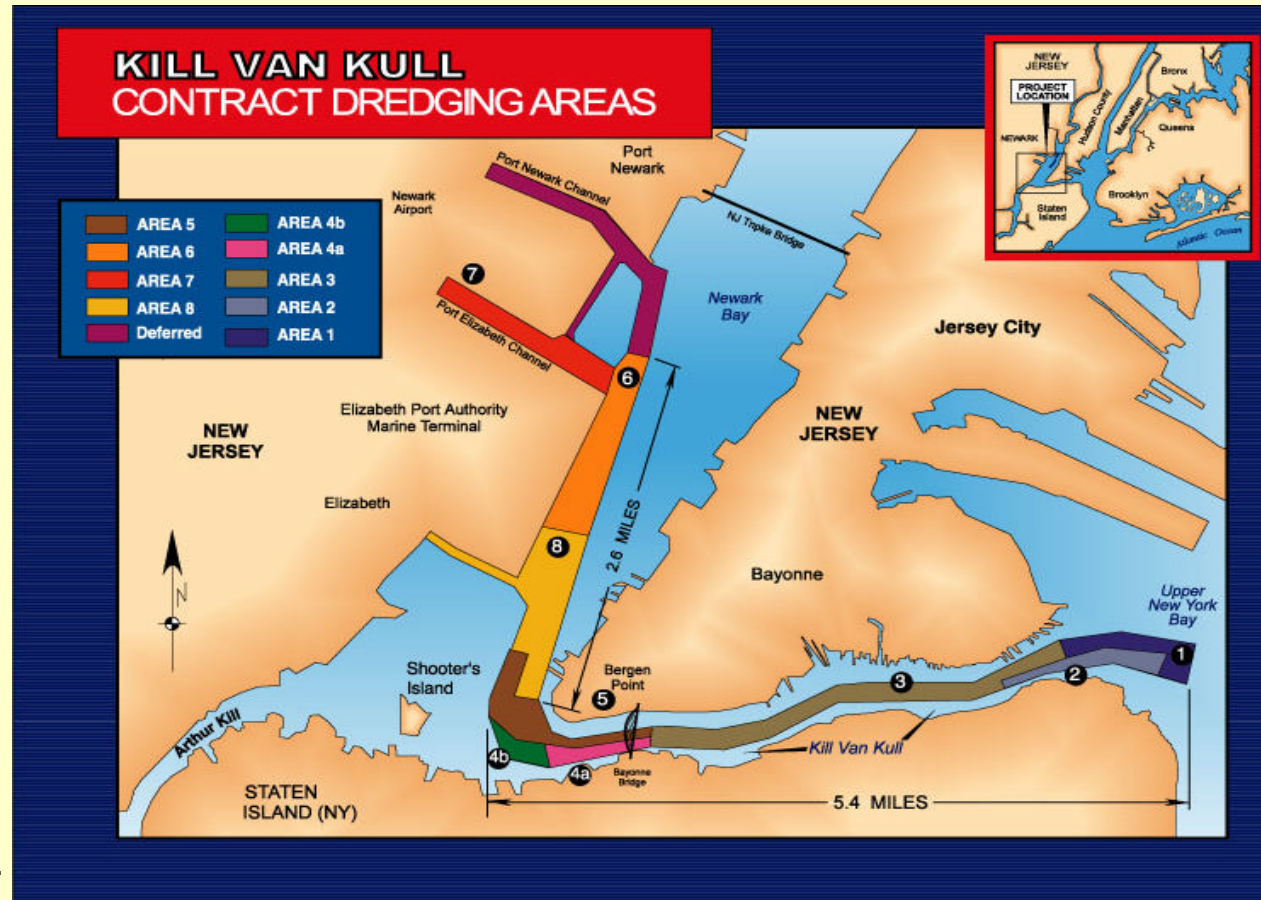 KILL VAN KULL
CONTRACT DREDGING AREAS
NEW
JERSEY
PROJECT
LOCATION
Bronx
Hudson County
Manhattan
Queens
NEWARK
Brooklyn
Staten
Island
Atlantic Ocean
AREA 5
AREA 6
AREA 7
AREA 8
Deferred
AREA 4b
AREA 4a
AREA 3
AREA 2
AREA 1
Port Newark Channel
Port
Newark
Newark
Airport
NJ Tnpke Bridge
7
Port Elizabeth Channel
Newark
Bay
Jersey City
6
Elizabeth Port Authority
Marine Terminal
NEW
JERSEY
NEW
JERSEY
Elizabeth
8
2.6 MILES
Bayonne
N
Upper
New York
Bay
Shooter's
Island
Bergen
Point
5
3
2
1
Arthur Kill
Kill Van Kull
4b
4a
Bayonne
Bridge
STATEN
ISLAND (NY)
5.4 MILES